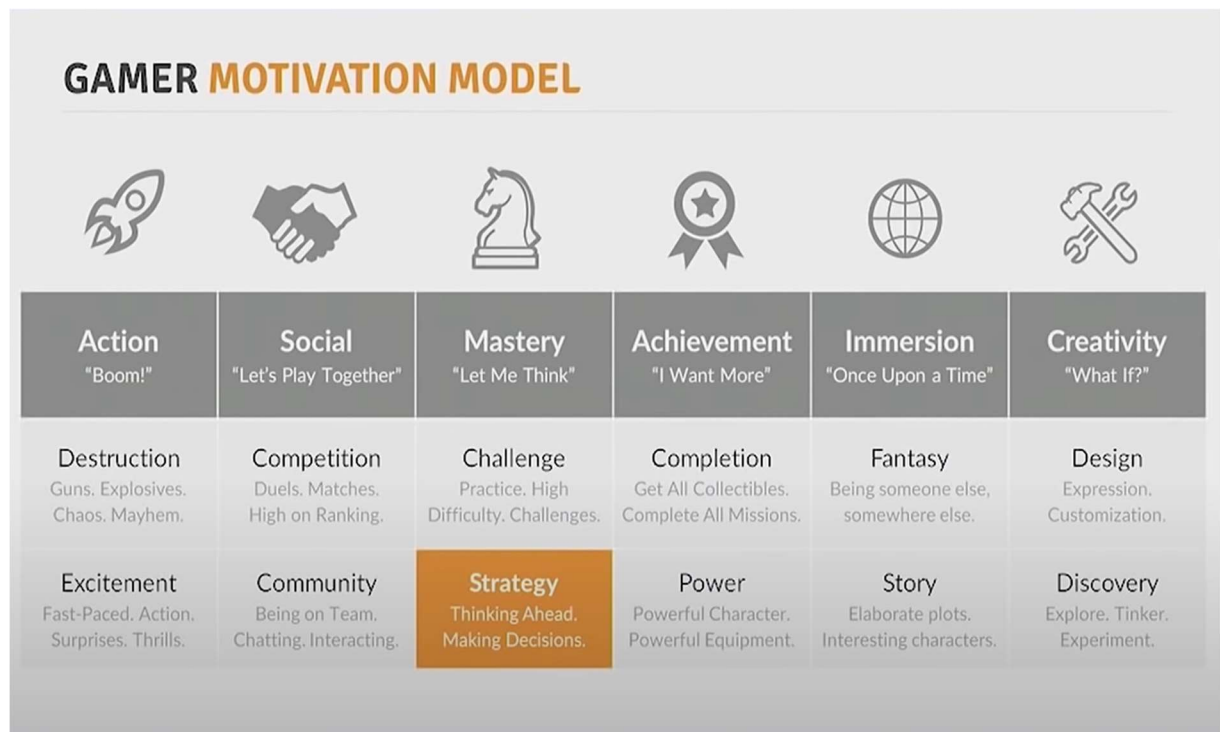 GAMER MOTIVATION MODEL
Action
“Boom!”
Social
“Let’s Play Together”
Mastery
“Let Me Think”
Achievement
“I Want More”
Immersion
“Once Upon a Time”
Creativity
“What If?”
Destruction
Guns. Explosives.
Chaos. Mayhem.
Competition
Duels. Matches.
High on Ranking.
Challenge
Practice. High
Difficulty. Challenges.
Completion
Get All Collectibles.
Complete All Missions.
Fantasy
Being someone else,
somewhere else.
Design
Expression.
Customization.
Excitement
Fast-Paced. Action.
Surprises. Thrills.
Community
Being on Team.
Chatting. Interacting.
Strategy
Thinking Ahead.
Making Decisions.
Power
Powerful Character.
Powerful Equipment.
Story
Elaborate plots.
Interesting characters.
Discovery
Explore. Tinker.
Experiment.